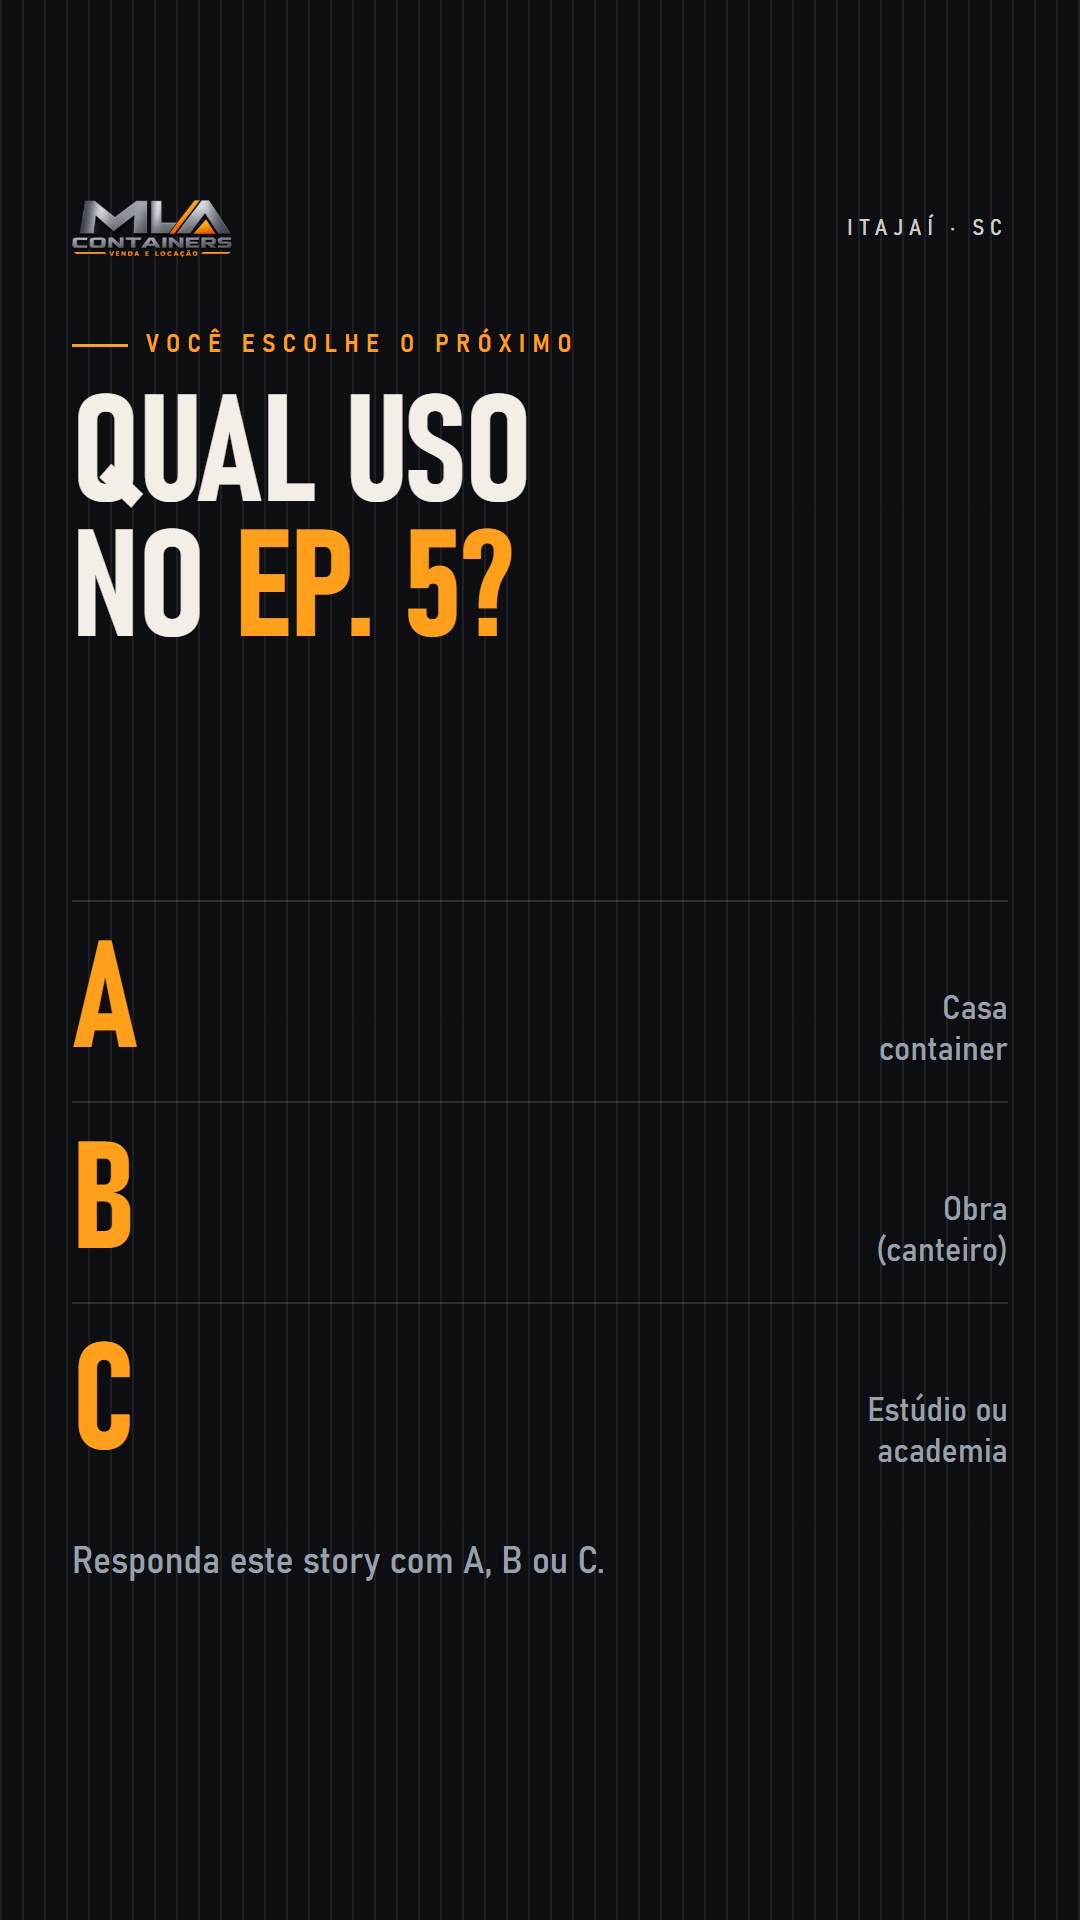 MLA
CONTAINERS
VENDA E LOCAÇÃO
ITAJAÍ · SC
VOCÊ ESCOLHE O PRÓXIMO
QUAL USO
NO EP. 5?
A
Casa
container
B
Obra
(canteiro)
C
Estúdio ou
academia
Responda este story com A, B ou C.